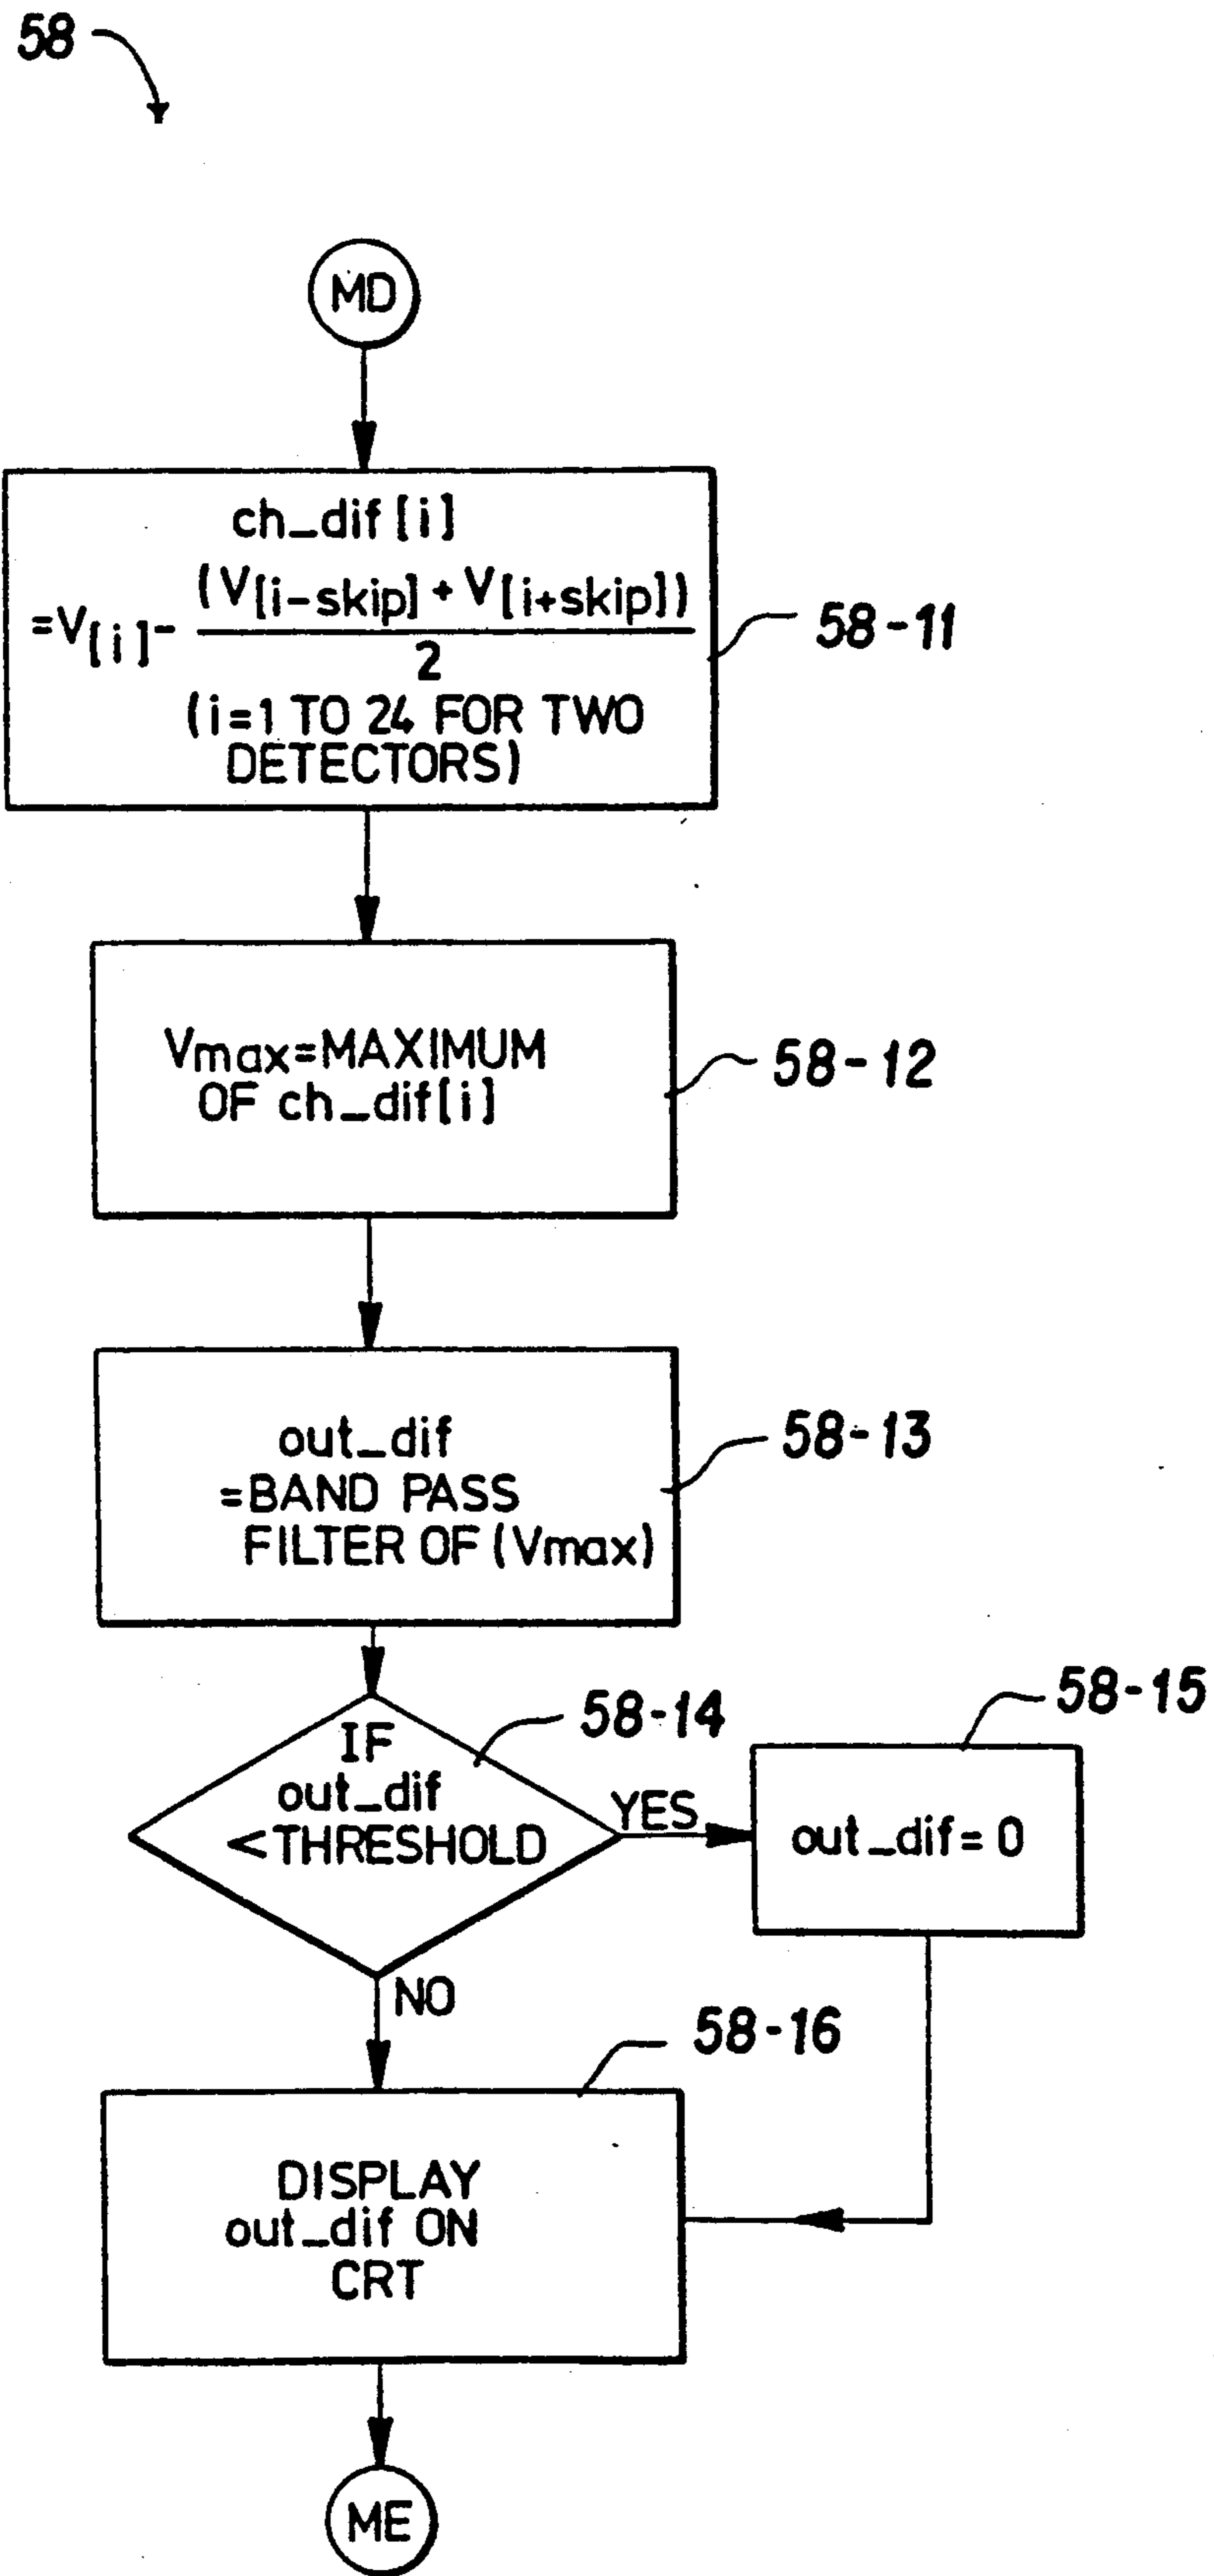 58
MD
ch_dif[i]
=V[i]- (V[i-skip] + V[i+skip])
2
(i=1 TO 24 FOR TWO
DETECTORS)
58-11
Vmax=MAXIMUM
OF ch_dif[i]
58-12
out_dif
=BAND PASS
FILTER OF (Vmax)
58-13
IF
out_dif
<THRESHOLD
58-14
YES
58-15
out_dif=0
NO
58-16
DISPLAY
out_dif ON
CRT
ME